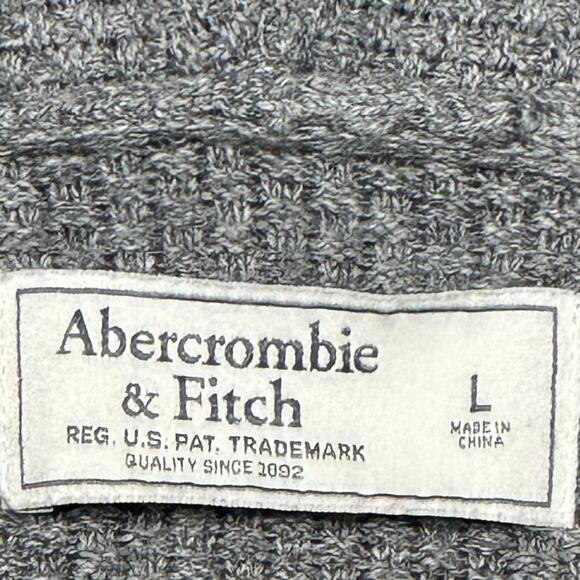 Abercrombie
& Fitch
REG. U.S. PAT. TRADEMARK
QUALITY SINCE 1892
L
MADE IN
CHINA